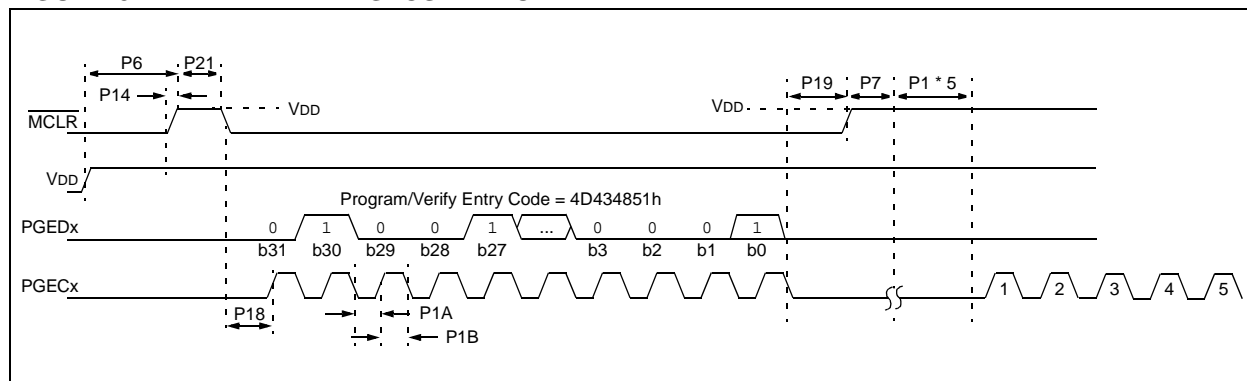 P6 P21
P14
VDD
VDD
P19 P7 P1 * 5
MCLR
VDD
Program/Verify Entry Code = 4D434851h
PGEDx
0 1 0 0 1 ... 0 0 0 1
b31 b30 b29 b28 b27 b3 b2 b1 b0
PGECx
1 2 3 4 5
P18
P1A
P1B